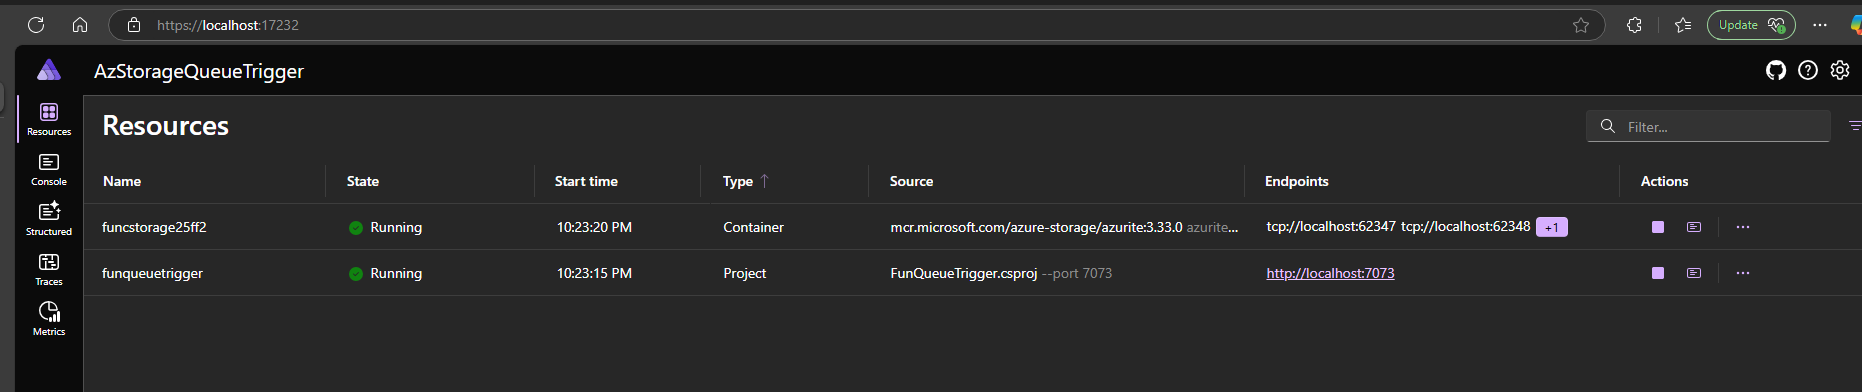 https://localhost:17232
Update
AzStorageQueueTrigger
Resources
Console
Structured
Traces
Metrics
Resources
Filter...
Name State Start time Type Source Endpoints Actions
funcstorage25ff2 Running 10:23:20 PM Container mcr.microsoft.com/azure-storage/azurite:3.33.0 azurite... tcp://localhost:62347 tcp://localhost:62348 +1
funqueuetrigger Running 10:23:15 PM Project FunQueueTrigger.csproj --port 7073 http://localhost:7073